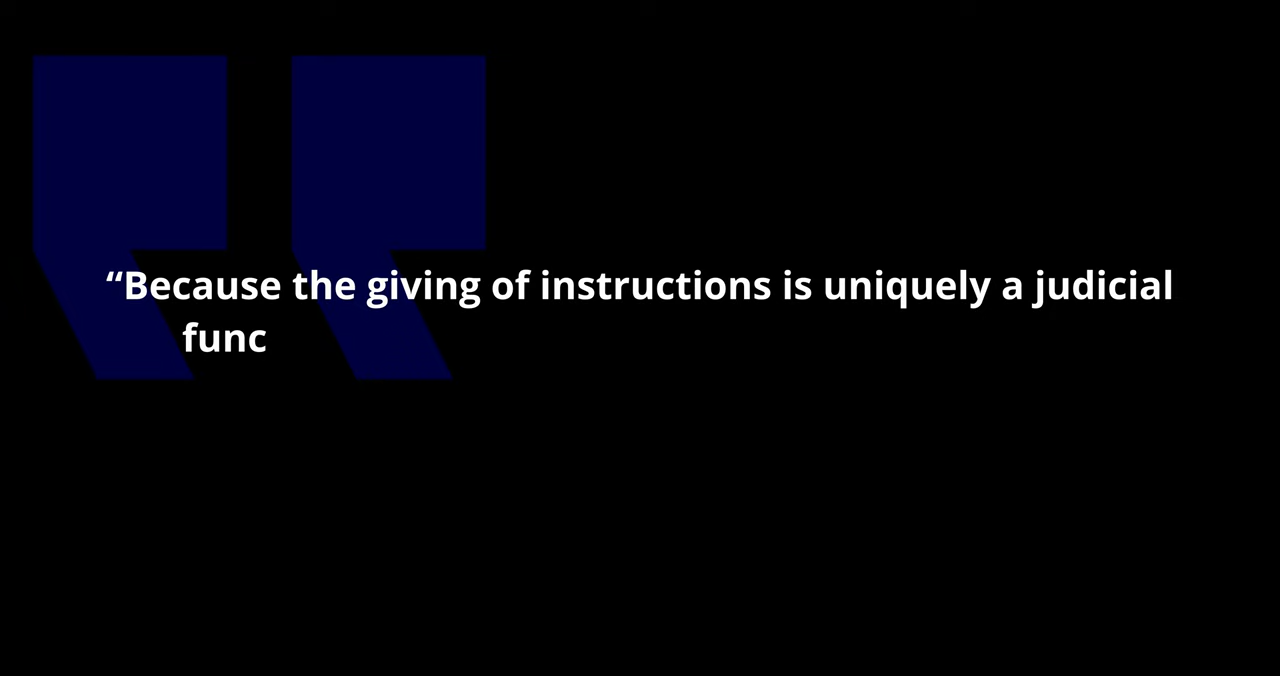 “Because the giving of instructions is uniquely a judicial
func